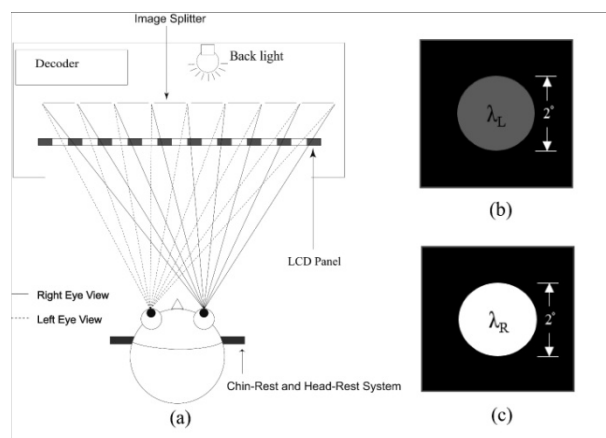 Image Splitter
Decoder
Back light
LCD Panel
Right Eye View
Left Eye View
Chin-Rest and Head-Rest System
(a)
λL
2°
(b)
λR
2°
(c)